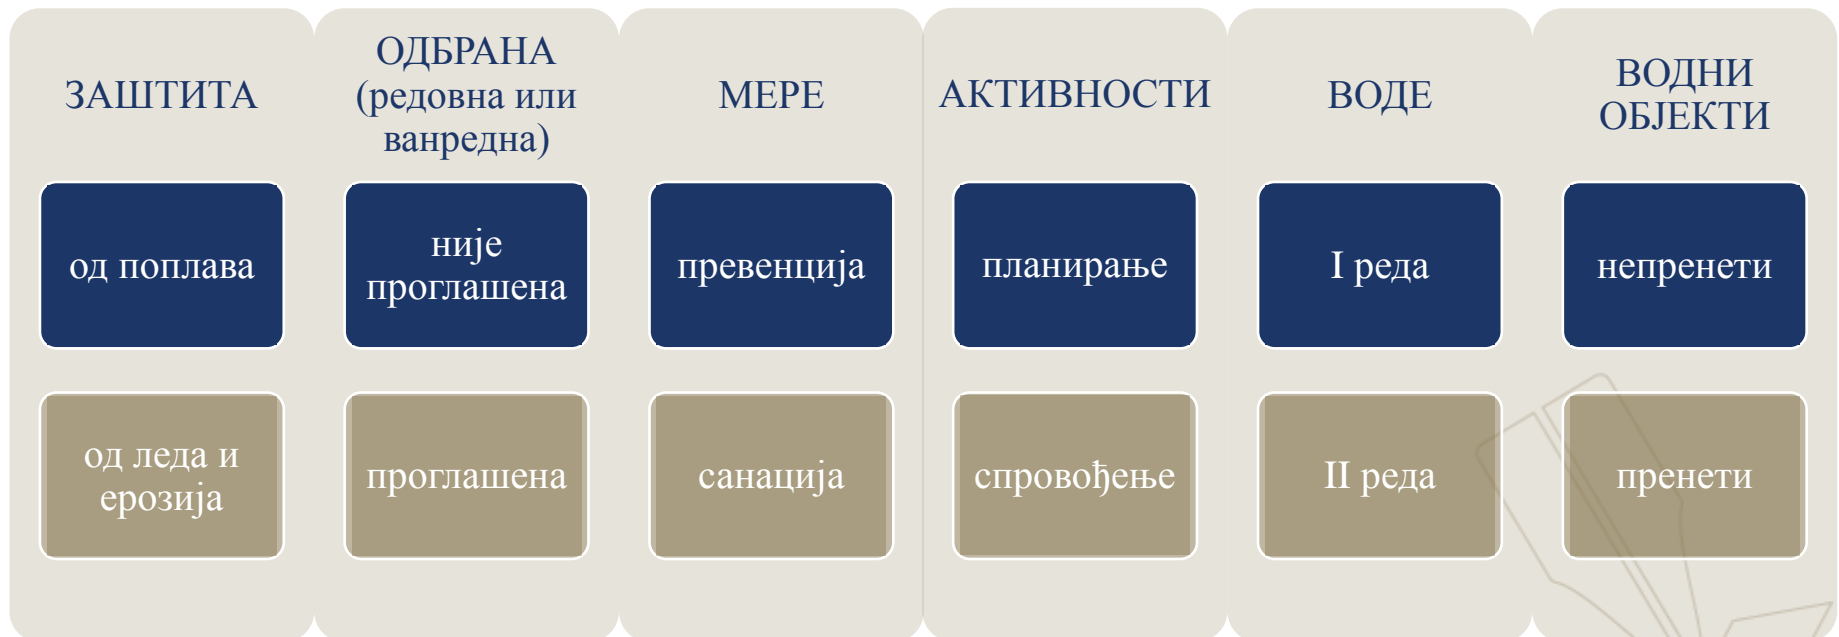 ЗАШТИТА
од поплава
од леда и
ерозија
ОДБРАНА
(редовна или
ванредна)
није
проглашена
проглашена
МЕРЕ
превенција
санација
АКТИВНОСТИ
планирање
спровођење
ВОДЕ
I реда
II реда
ВОДНИ
ОБЈЕКТИ
непренети
пренети